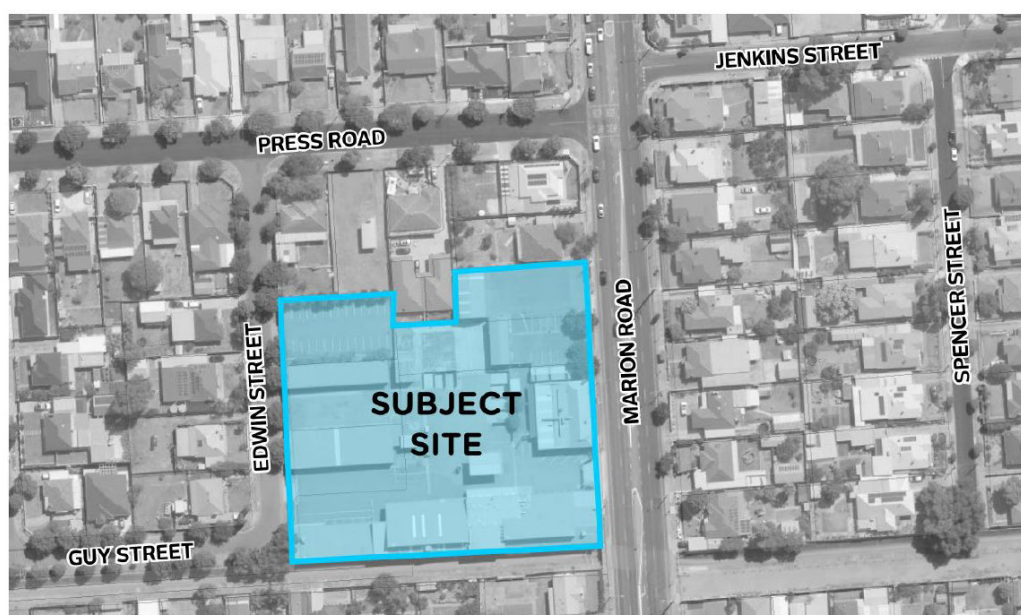 JENKINS STREET
PRESS ROAD
SPENCER STREET
MARION ROAD
EDWIN STREET
SUBJECT
SITE
GUY STREET